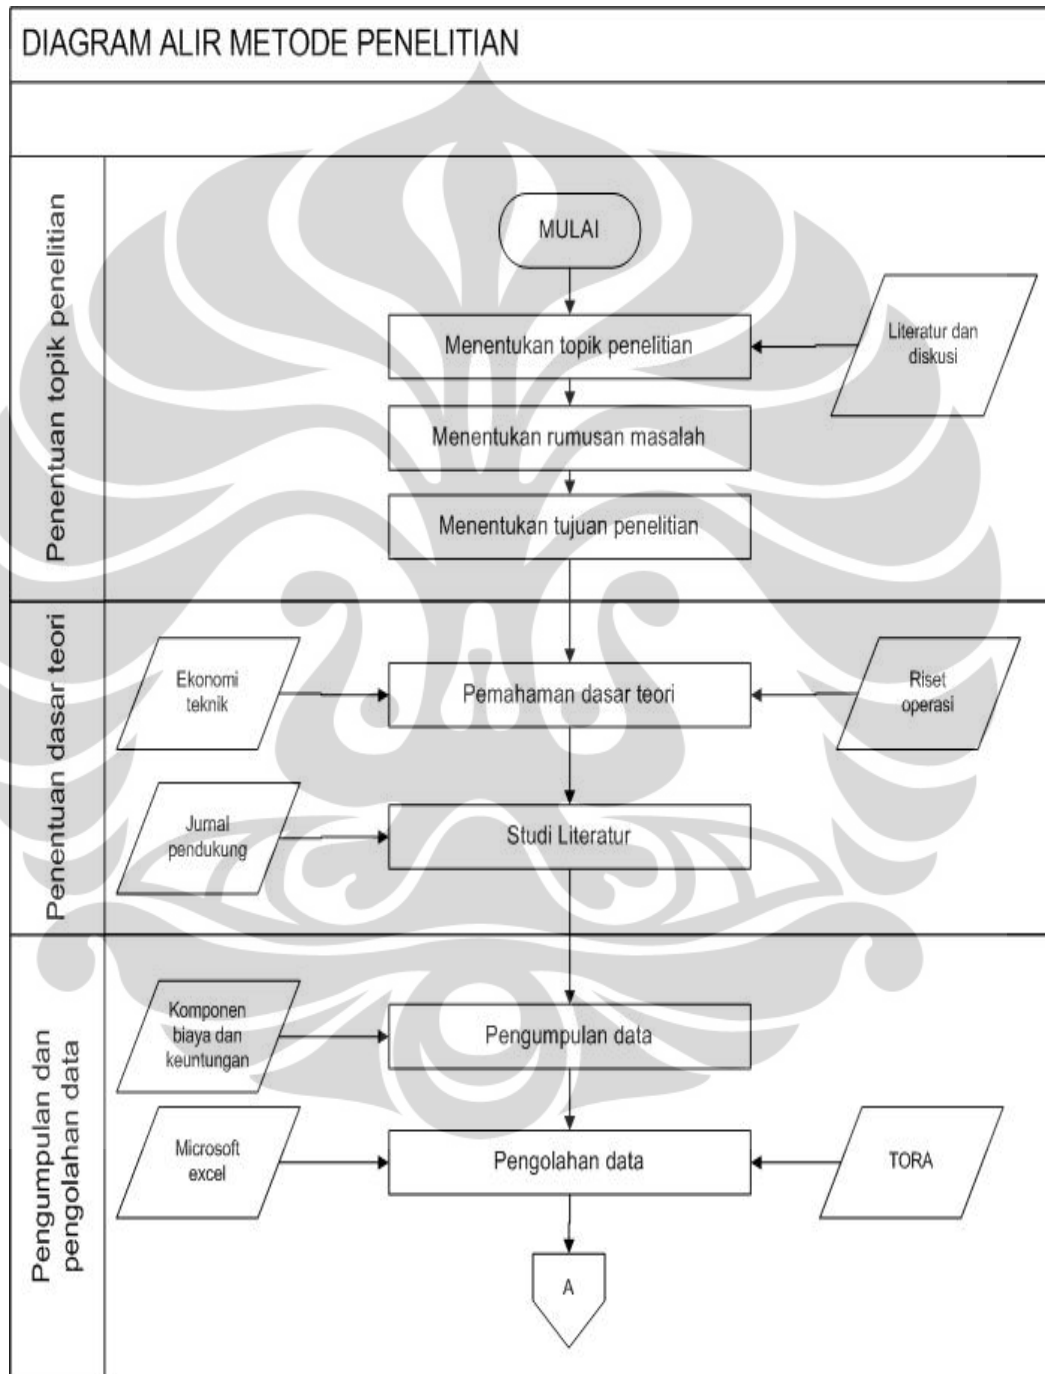 DIAGRAM ALIR METODE PENELITIAN
Penentuan topik penelitian
MULAI
Menentukan topik penelitian
Literatur dan
diskusi
Menentukan rumusan masalah
Menentukan tujuan penelitian
Penentuan dasar teori
Ekonomi
teknik
Pemahaman dasar teori
Riset
operasi
Jurnal
pendukung
Studi Literatur
Pengumpulan dan
pengolahan data
Komponen
biaya dan
keuntungan
Pengumpulan data
Microsoft
excel
Pengolahan data
TORA
A